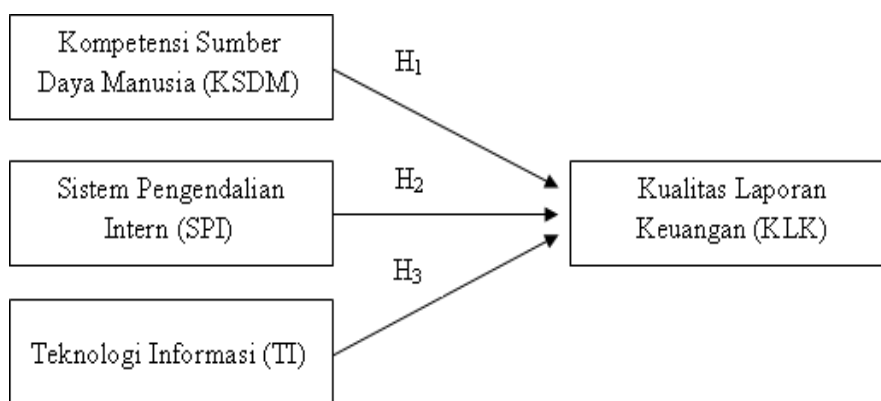 Kompetensi Sumber
Daya Manusia (KSDM)
H1
Sistem Pengendalian
Intern (SPI)
H2
Kualitas Laporan
Keuangan (KLK)
H3
Teknologi Informasi (TI)